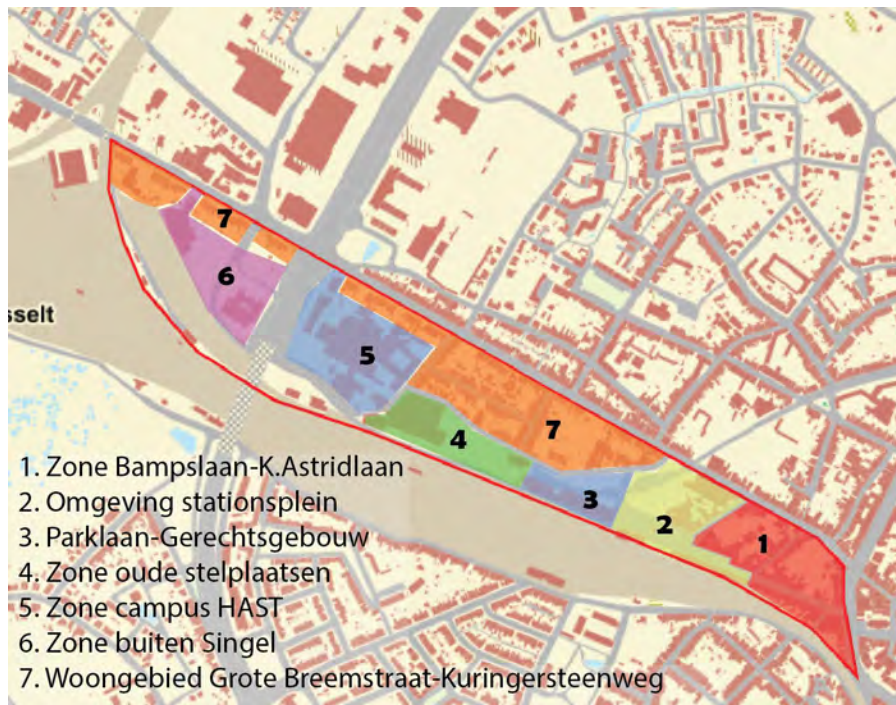 7
6
sselt
5
7
4
3
2
1
1. Zone Bampslaan-K.Astridlaan
2. Omgeving stationsplein
3. Parklaan-Gerechtsgebouw
4. Zone oude stelplaatsen
5. Zone campus HAST
6. Zone buiten Singel
7. Woongebied Grote Breemstraat-Kuringersteenweg